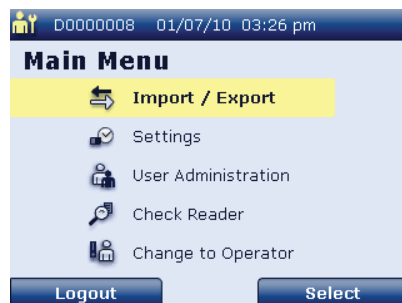 D0000008 01/07/10 03:26 pm
Main Menu
Import / Export
Settings
User Administration
Check Reader
Change to Operator
Logout Select